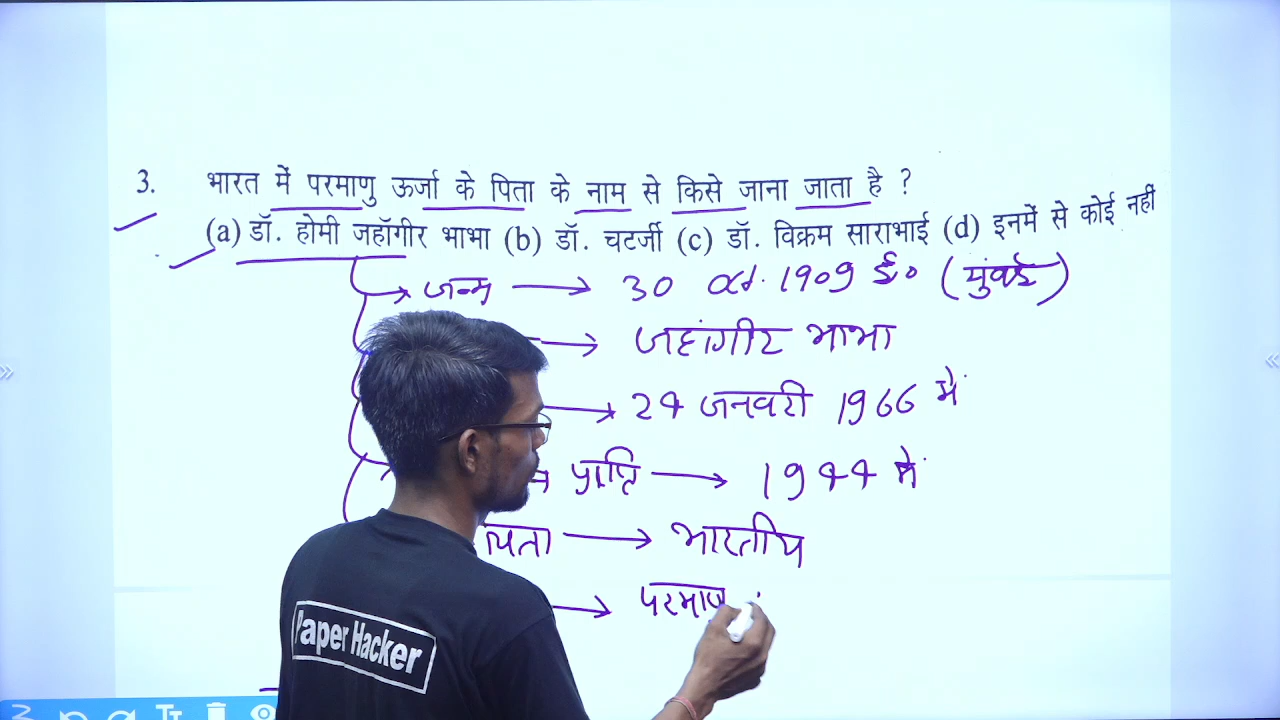 3. भारत में परमाणु ऊर्जा के पिता के नाम से किसे जाना जाता है ?
(a) डॉ. होमी जहॉगीर भाभा (b) डॉ. चटर्जी (c) डॉ. विक्रम साराभाई (d) इनमें से कोई नहीं
जन्म → 30 oct. 1909 ई० (मुंबई)
→ जहांगीर भाभा
→ 24 जनवरी 1966 में
प्राप्ति → 1944 में
→ भारतीय
→ परमाणु
Paper Hacker